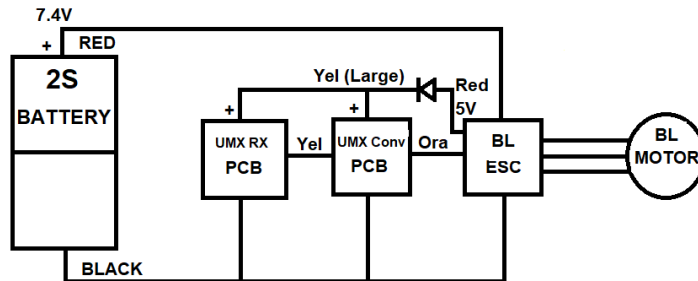 7.4V
+ RED
2S
BATTERY
Yel (Large)
Red
5V
+
+
UMX RX
PCB
Yel
UMX Conv
PCB
Ora
BL
ESC
BL
MOTOR
BLACK